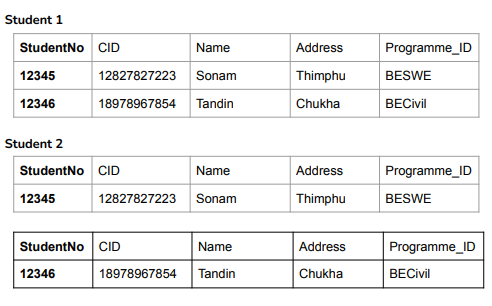 Student 1
StudentNo CID Name Address Programme_ID
12345 12827827223 Sonam Thimphu BESWE
12346 18978967854 Tandin Chukha BECivil
Student 2
StudentNo CID Name Address Programme_ID
12345 12827827223 Sonam Thimphu BESWE
StudentNo CID Name Address Programme_ID
12346 18978967854 Tandin Chukha BECivil